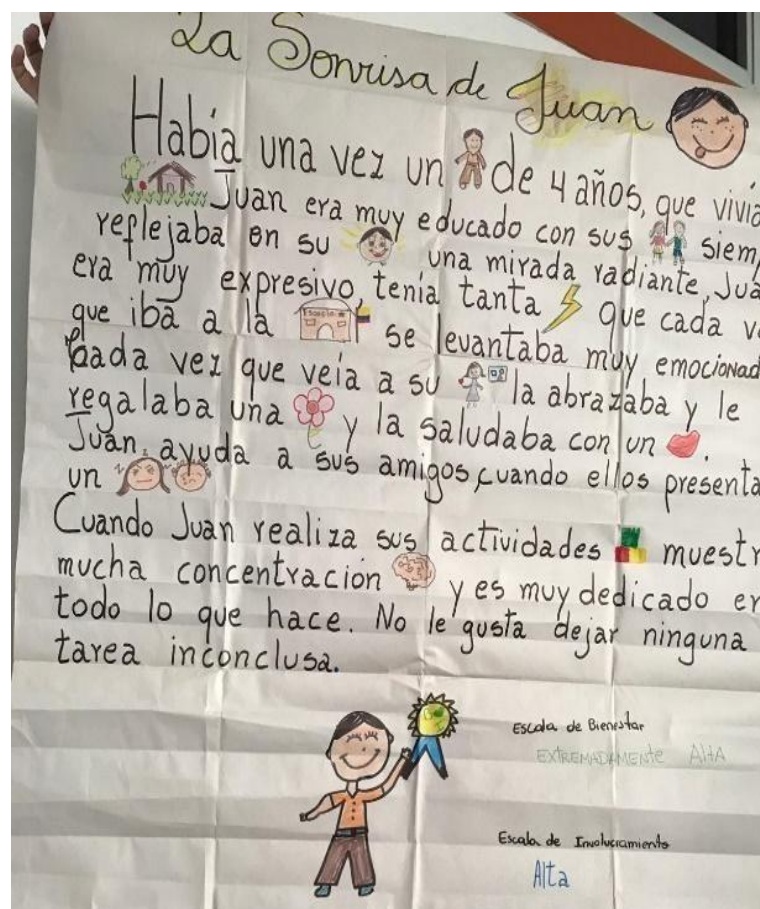 La Sonrisa de Juan
Había una vez un de 4 años, que vivía
Juan era muy educado con sus siem
reflejaba en su una mirada radiante, Jua
era muy expresivo, tenía tanta que cada v
que iba a la Escuela se levantaba muy emocionad
Cada vez que veía a su la abrazaba y le
regalaba una y la saludaba con un .
Juan, ayuda a sus amigos, cuando ellos presenta
un
Cuando Juan realiza sus actividades muestr
mucha concentración y es muy dedicado en
todo lo que hace. No le gusta dejar ninguna
tarea inconclusa.
Escala de Bienestar
EXTREMADAMENTE AltA
Escala de Involucramiento
Alta